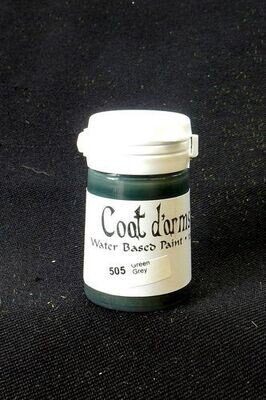 Coat d'arms
Water Based Paint •
505 Green
Grey